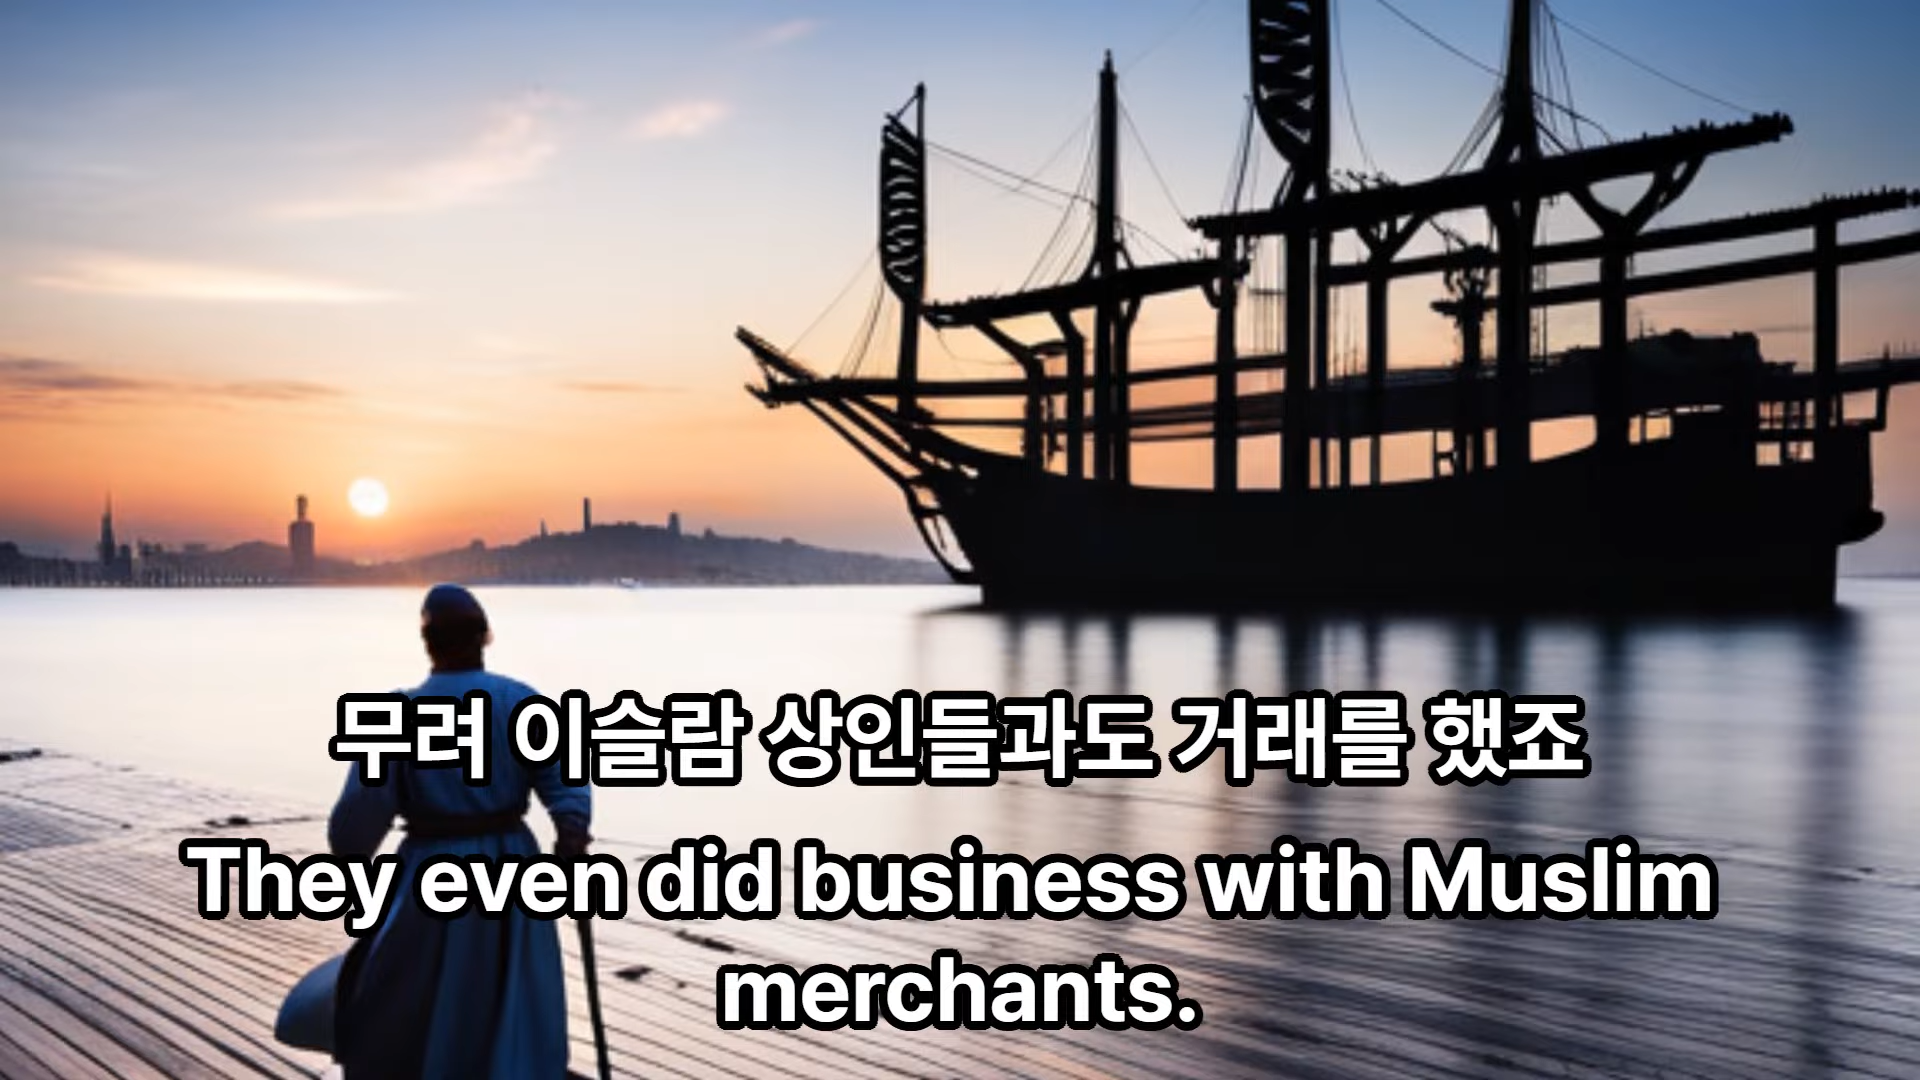 무려 이슬람 상인들과도 거래를 했죠
They even did business with Muslim
merchants.